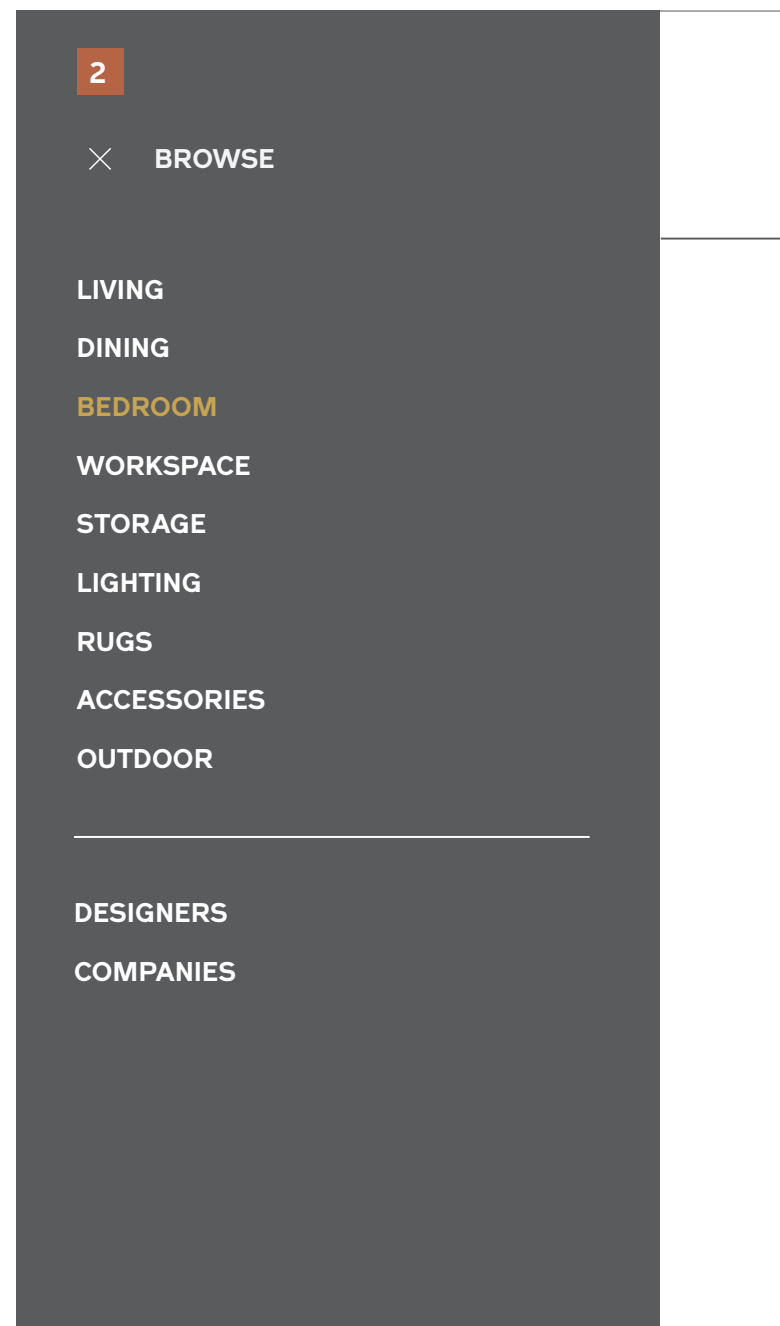 2
BROWSE
LIVING
DINING
BEDROOM
WORKSPACE
STORAGE
LIGHTING
RUGS
ACCESSORIES
OUTDOOR
DESIGNERS
COMPANIES